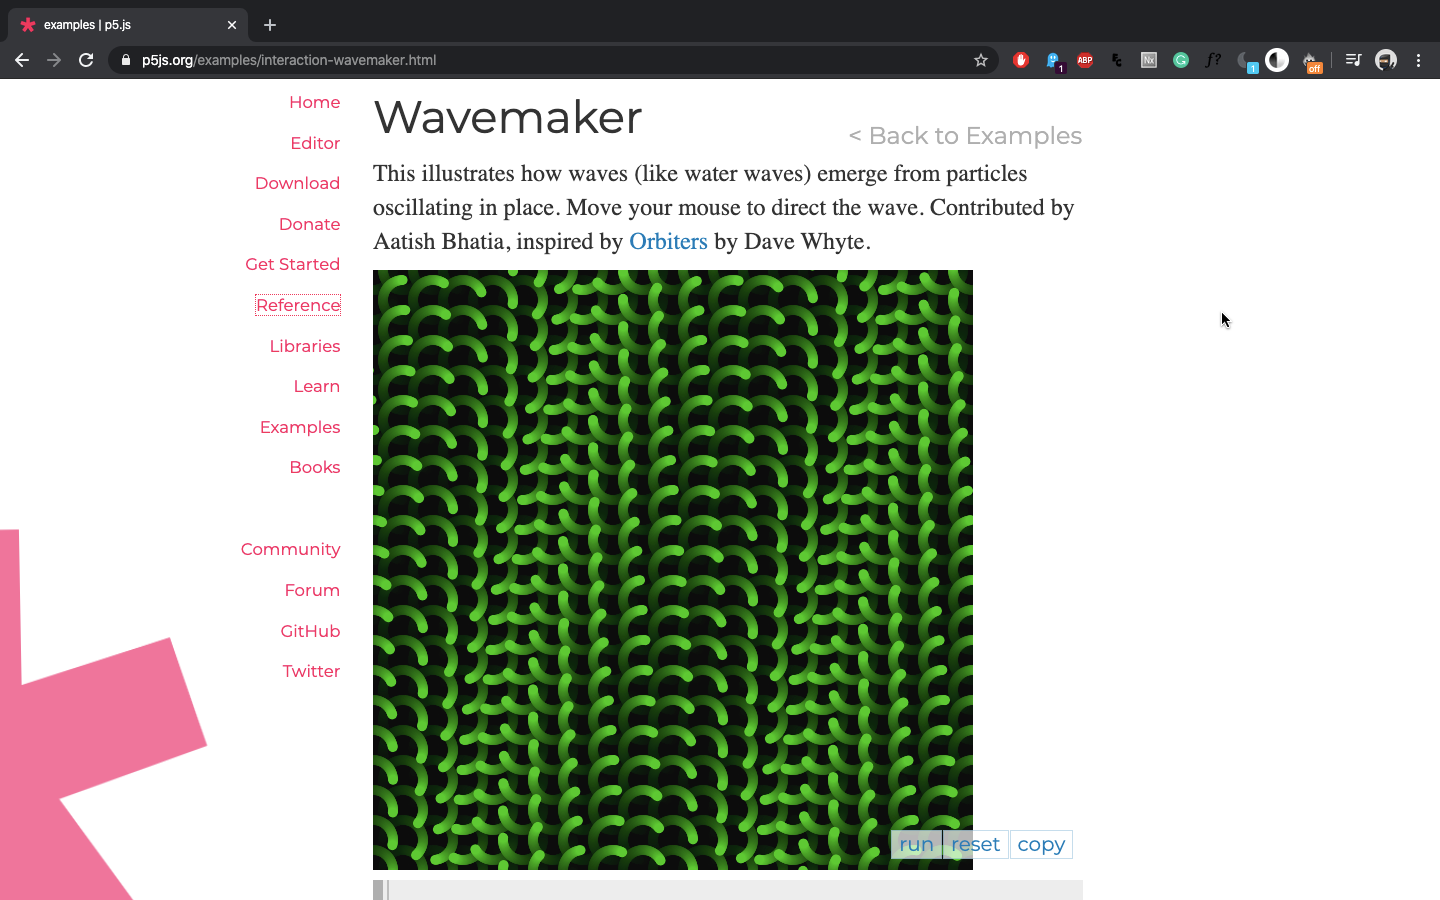 examples | p5.js
p5js.org/examples/interaction-wavemaker.html
1
ABP
Nx
f?
1
off
Home
Editor
Download
Donate
Get Started
Reference
Libraries
Learn
Examples
Books
Community
Forum
GitHub
Twitter
Wavemaker
< Back to Examples
This illustrates how waves (like water waves) emerge from particles
oscillating in place. Move your mouse to direct the wave. Contributed by
Aatish Bhatia, inspired by Orbiters by Dave Whyte.
run reset copy